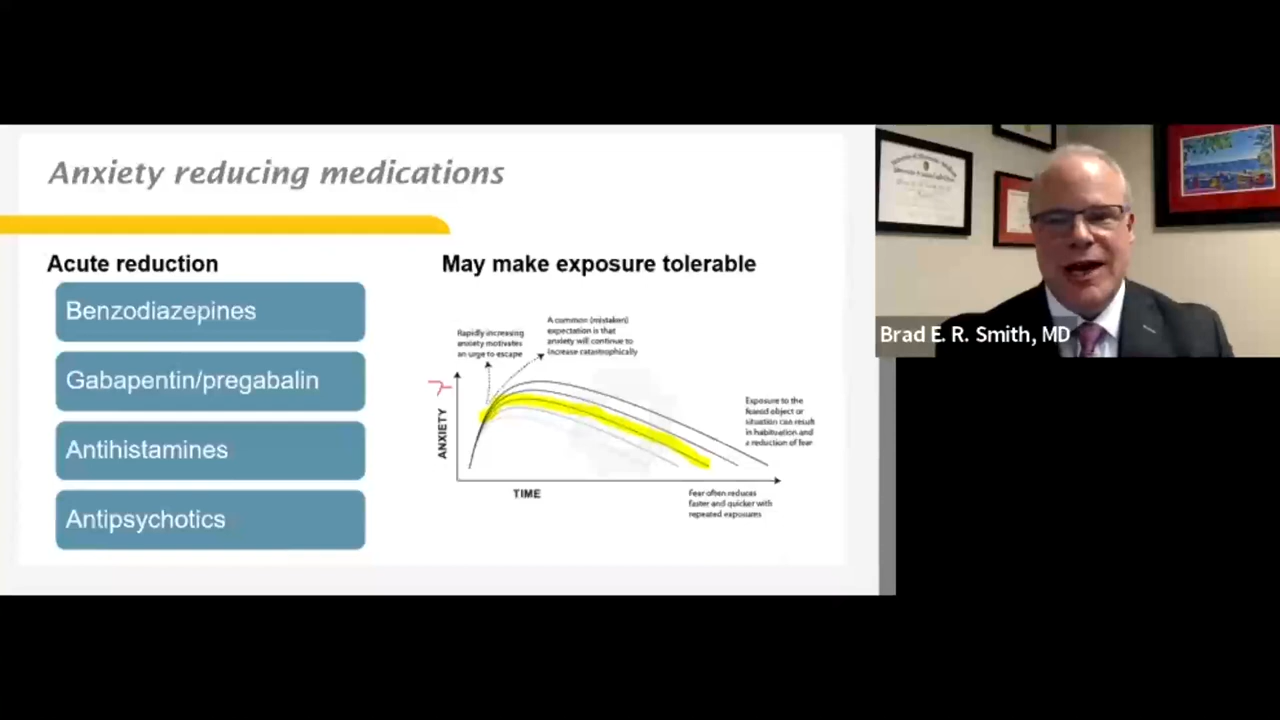 Anxiety reducing medications
Acute reduction
Benzodiazepines
Gabapentin/pregabalin
Antihistamines
Antipsychotics
May make exposure tolerable
Rapidly increasing
anxiety motivates
an urge to escape
A common (mistaken)
expectation is that
anxiety will continue to
increase catastrophically
ANXIETY
TIME
Exposure to the
feared object or
situation can result
in habituation and
a reduction of fear
Fear often reduces
faster and quicker with
repeated exposures
Brad E. R. Smith, MD